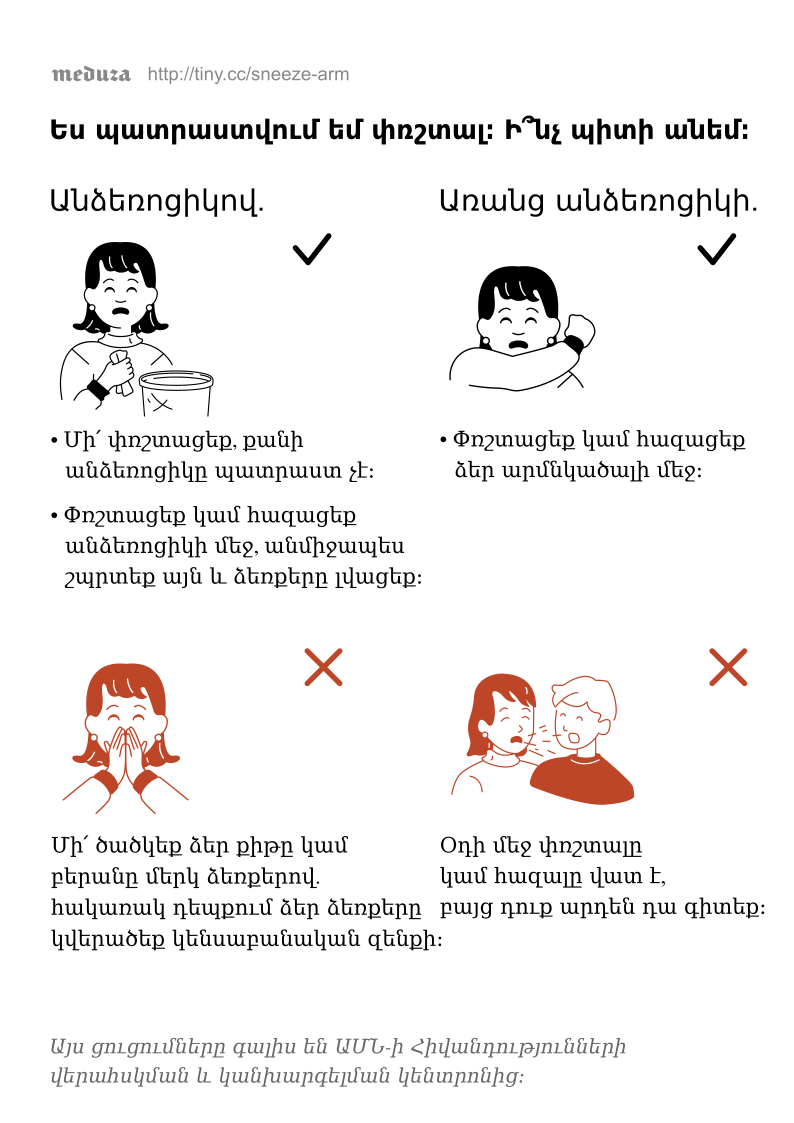 meduza http://tiny.cc/sneeze-arm
Ես պատրաստվում եմ փռշտալ։ Ի՞նչ պիտի անեմ։
Անձեռոցիկով.
• Մի՛ փռշտացեք, քանի
անձեռոցիկը պատրաստ չէ։
• Փռշտացեք կամ հազացեք
անձեռոցիկի մեջ, անմիջապես
շպրտեք այն և ձեռքերը լվացեք։
Առանց անձեռոցիկի.
• Փռշտացեք կամ հազացեք
ձեր արմնկածալի մեջ։
Մի՛ ծածկեք ձեր քիթը կամ
բերանը մերկ ձեռքերով.
հակառակ դեպքում ձեր ձեռքերը
կվերածեք կենսաբանական զենքի։
Օդի մեջ փռշտալը
կամ հազալը վատ է,
բայց դուք արդեն դա գիտեք։
Այս ցուցումները գալիս են ԱՄՆ-ի Հիվանդությունների
վերահսկման և կանխարգելման կենտրոնից։